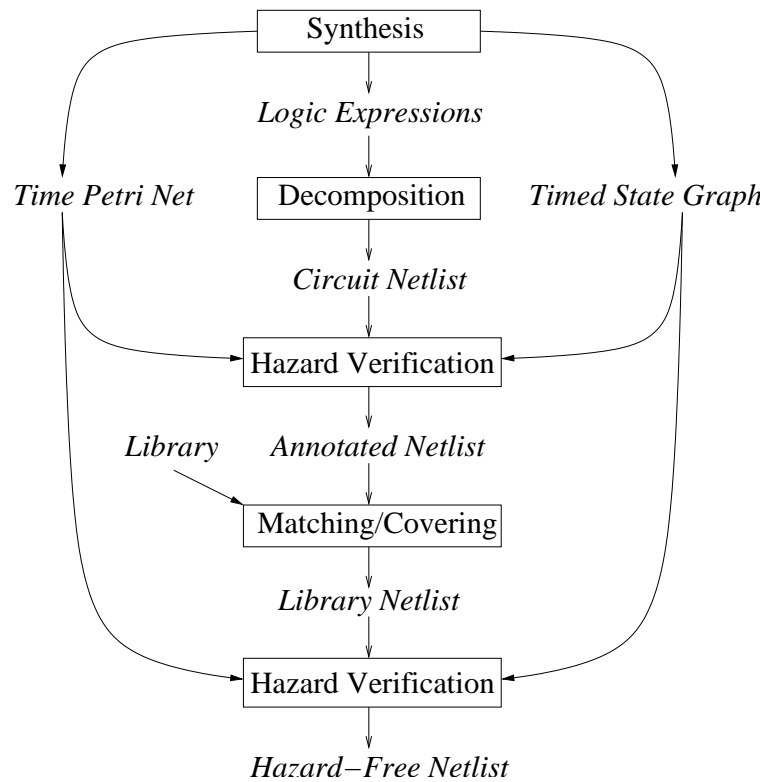 Synthesis
Logic Expressions
Time Petri Net
Decomposition
Timed State Graph
Circuit Netlist
Hazard Verification
Library
Annotated Netlist
Matching/Covering
Library Netlist
Hazard Verification
Hazard−Free Netlist